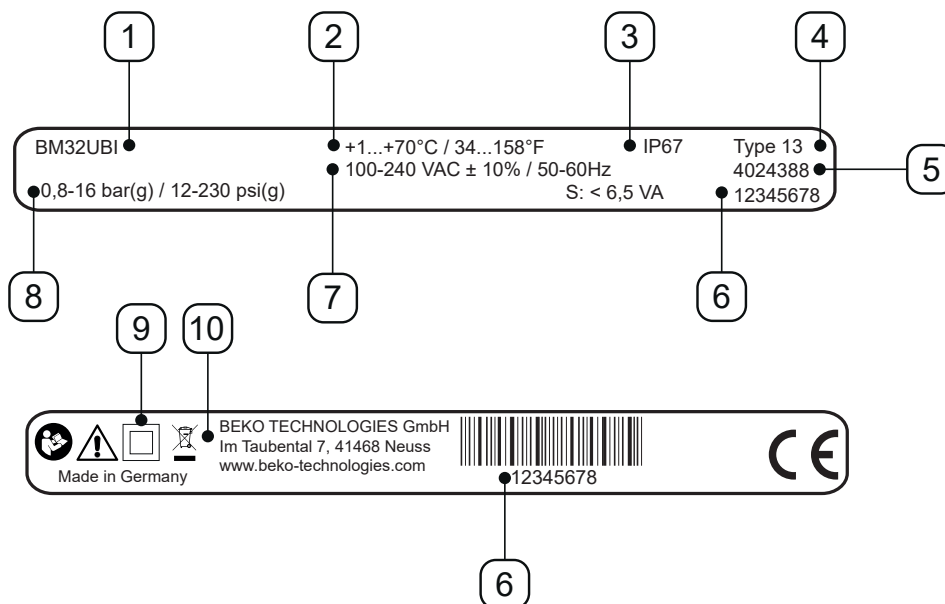 1 2 3 4
BM32UBI +1...+70°C / 34...158°F IP67 Type 13
100-240 VAC ± 10% / 50-60Hz 4024388
0,8-16 bar(g) / 12-230 psi(g) S: < 6,5 VA 12345678
5
8 7 6
9 10
BEKO TECHNOLOGIES GmbH
Im Taubental 7, 41468 Neuss
www.beko-technologies.com
Made in Germany
12345678
CE
6